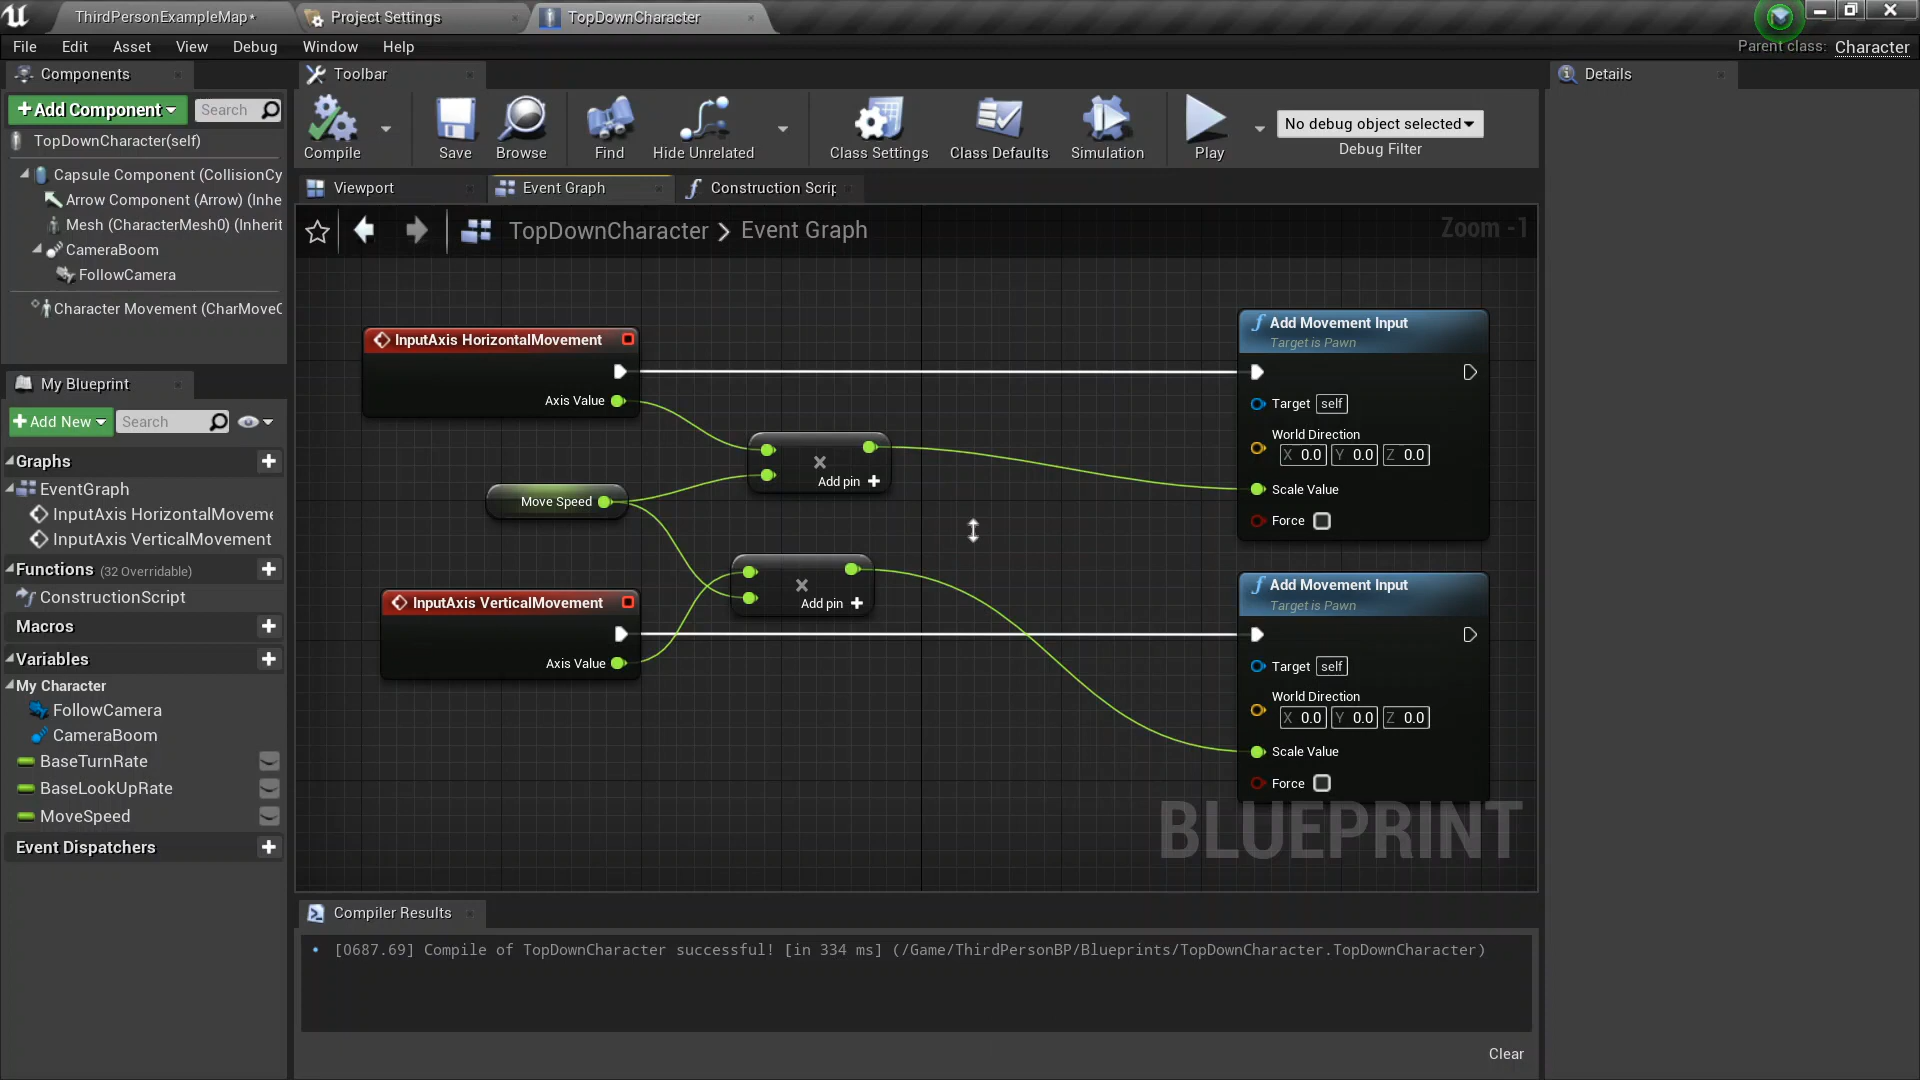 ThirdPersonExampleMap*
Project Settings
TopDownCharacter
File Edit Asset View Debug Window Help
Parent class: Character
Components
Toolbar
Details
+Add Component
Search
TopDownCharacter(self)
Capsule Component (CollisionCy
Arrow Component (Arrow) (Inhe
Mesh (CharacterMesh0) (Inherit
CameraBoom
FollowCamera
Character Movement (CharMoveC
Compile
Save
Browse
Find
Hide Unrelated
Class Settings
Class Defaults
Simulation
Play
No debug object selected
Debug Filter
Viewport
Event Graph
Construction Scrip
TopDownCharacter > Event Graph
Zoom -1
My Blueprint
+Add New
Search
Graphs
EventGraph
InputAxis HorizontalMoveme
InputAxis VerticalMovement
Functions (32 Overridable)
ConstructionScript
Macros
Variables
My Character
FollowCamera
CameraBoom
BaseTurnRate
BaseLookUpRate
MoveSpeed
Event Dispatchers
InputAxis HorizontalMovement
Axis Value
Move Speed
Add pin +
InputAxis VerticalMovement
Axis Value
Add pin +
Add Movement Input
Target is Pawn
Target self
World Direction
X 0.0 Y 0.0 Z 0.0
Scale Value
Force
Add Movement Input
Target is Pawn
Target self
World Direction
X 0.0 Y 0.0 Z 0.0
Scale Value
Force
BLUEPRINT
Compiler Results
[0687.69] Compile of TopDownCharacter successful! [in 334 ms] (/Game/ThirdPersonBP/Blueprints/TopDownCharacter.TopDownCharacter)
Clear